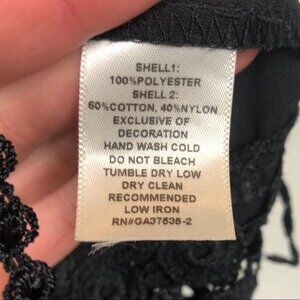 SHELL1:
100%POLYESTER
SHELL 2:
60%COTTON, 40%NYLON
EXCLUSIVE OF
DECORATION
HAND WASH COLD
DO NOT BLEACH
TUMBLE DRY LOW
DRY CLEAN
RECOMMENDED
LOW IRON
RN#GA37536-2